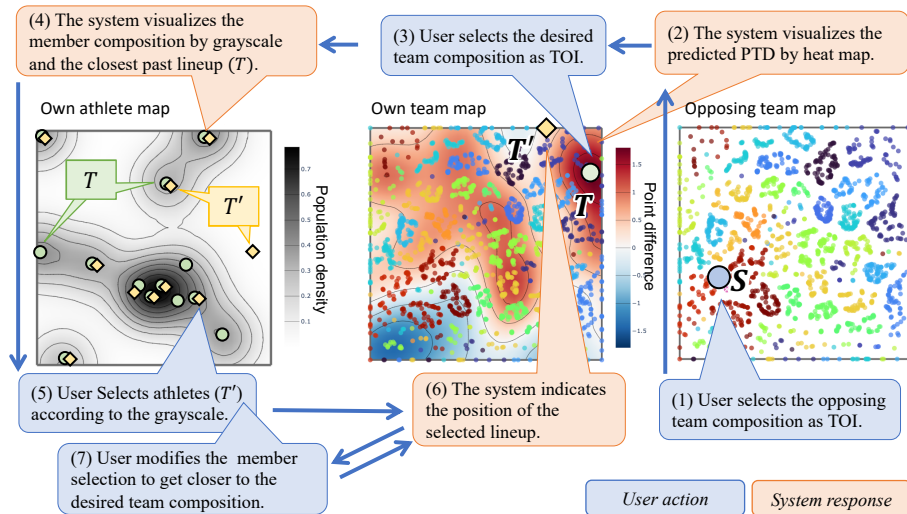 (4) The system visualizes the
member composition by grayscale
and the closest past lineup (T).
(3) User selects the desired
team composition as TOI.
(2) The system visualizes the
predicted PTD by heat map.
Own athlete map
Own team map
Opposing team map
T
T′
0.7
0.5
0.4
0.3
0.2
0.1
Population density
T′
T
1.5
1.0
0.5
0.0
−0.5
−1.0
−1.5
Point difference
S
(5) User Selects athletes (T′)
according to the grayscale.
(6) The system indicates
the position of the
selected lineup.
(1) User selects the opposing
team composition as TOI.
(7) User modifies the member
selection to get closer to the
desired team composition.
User action
System response